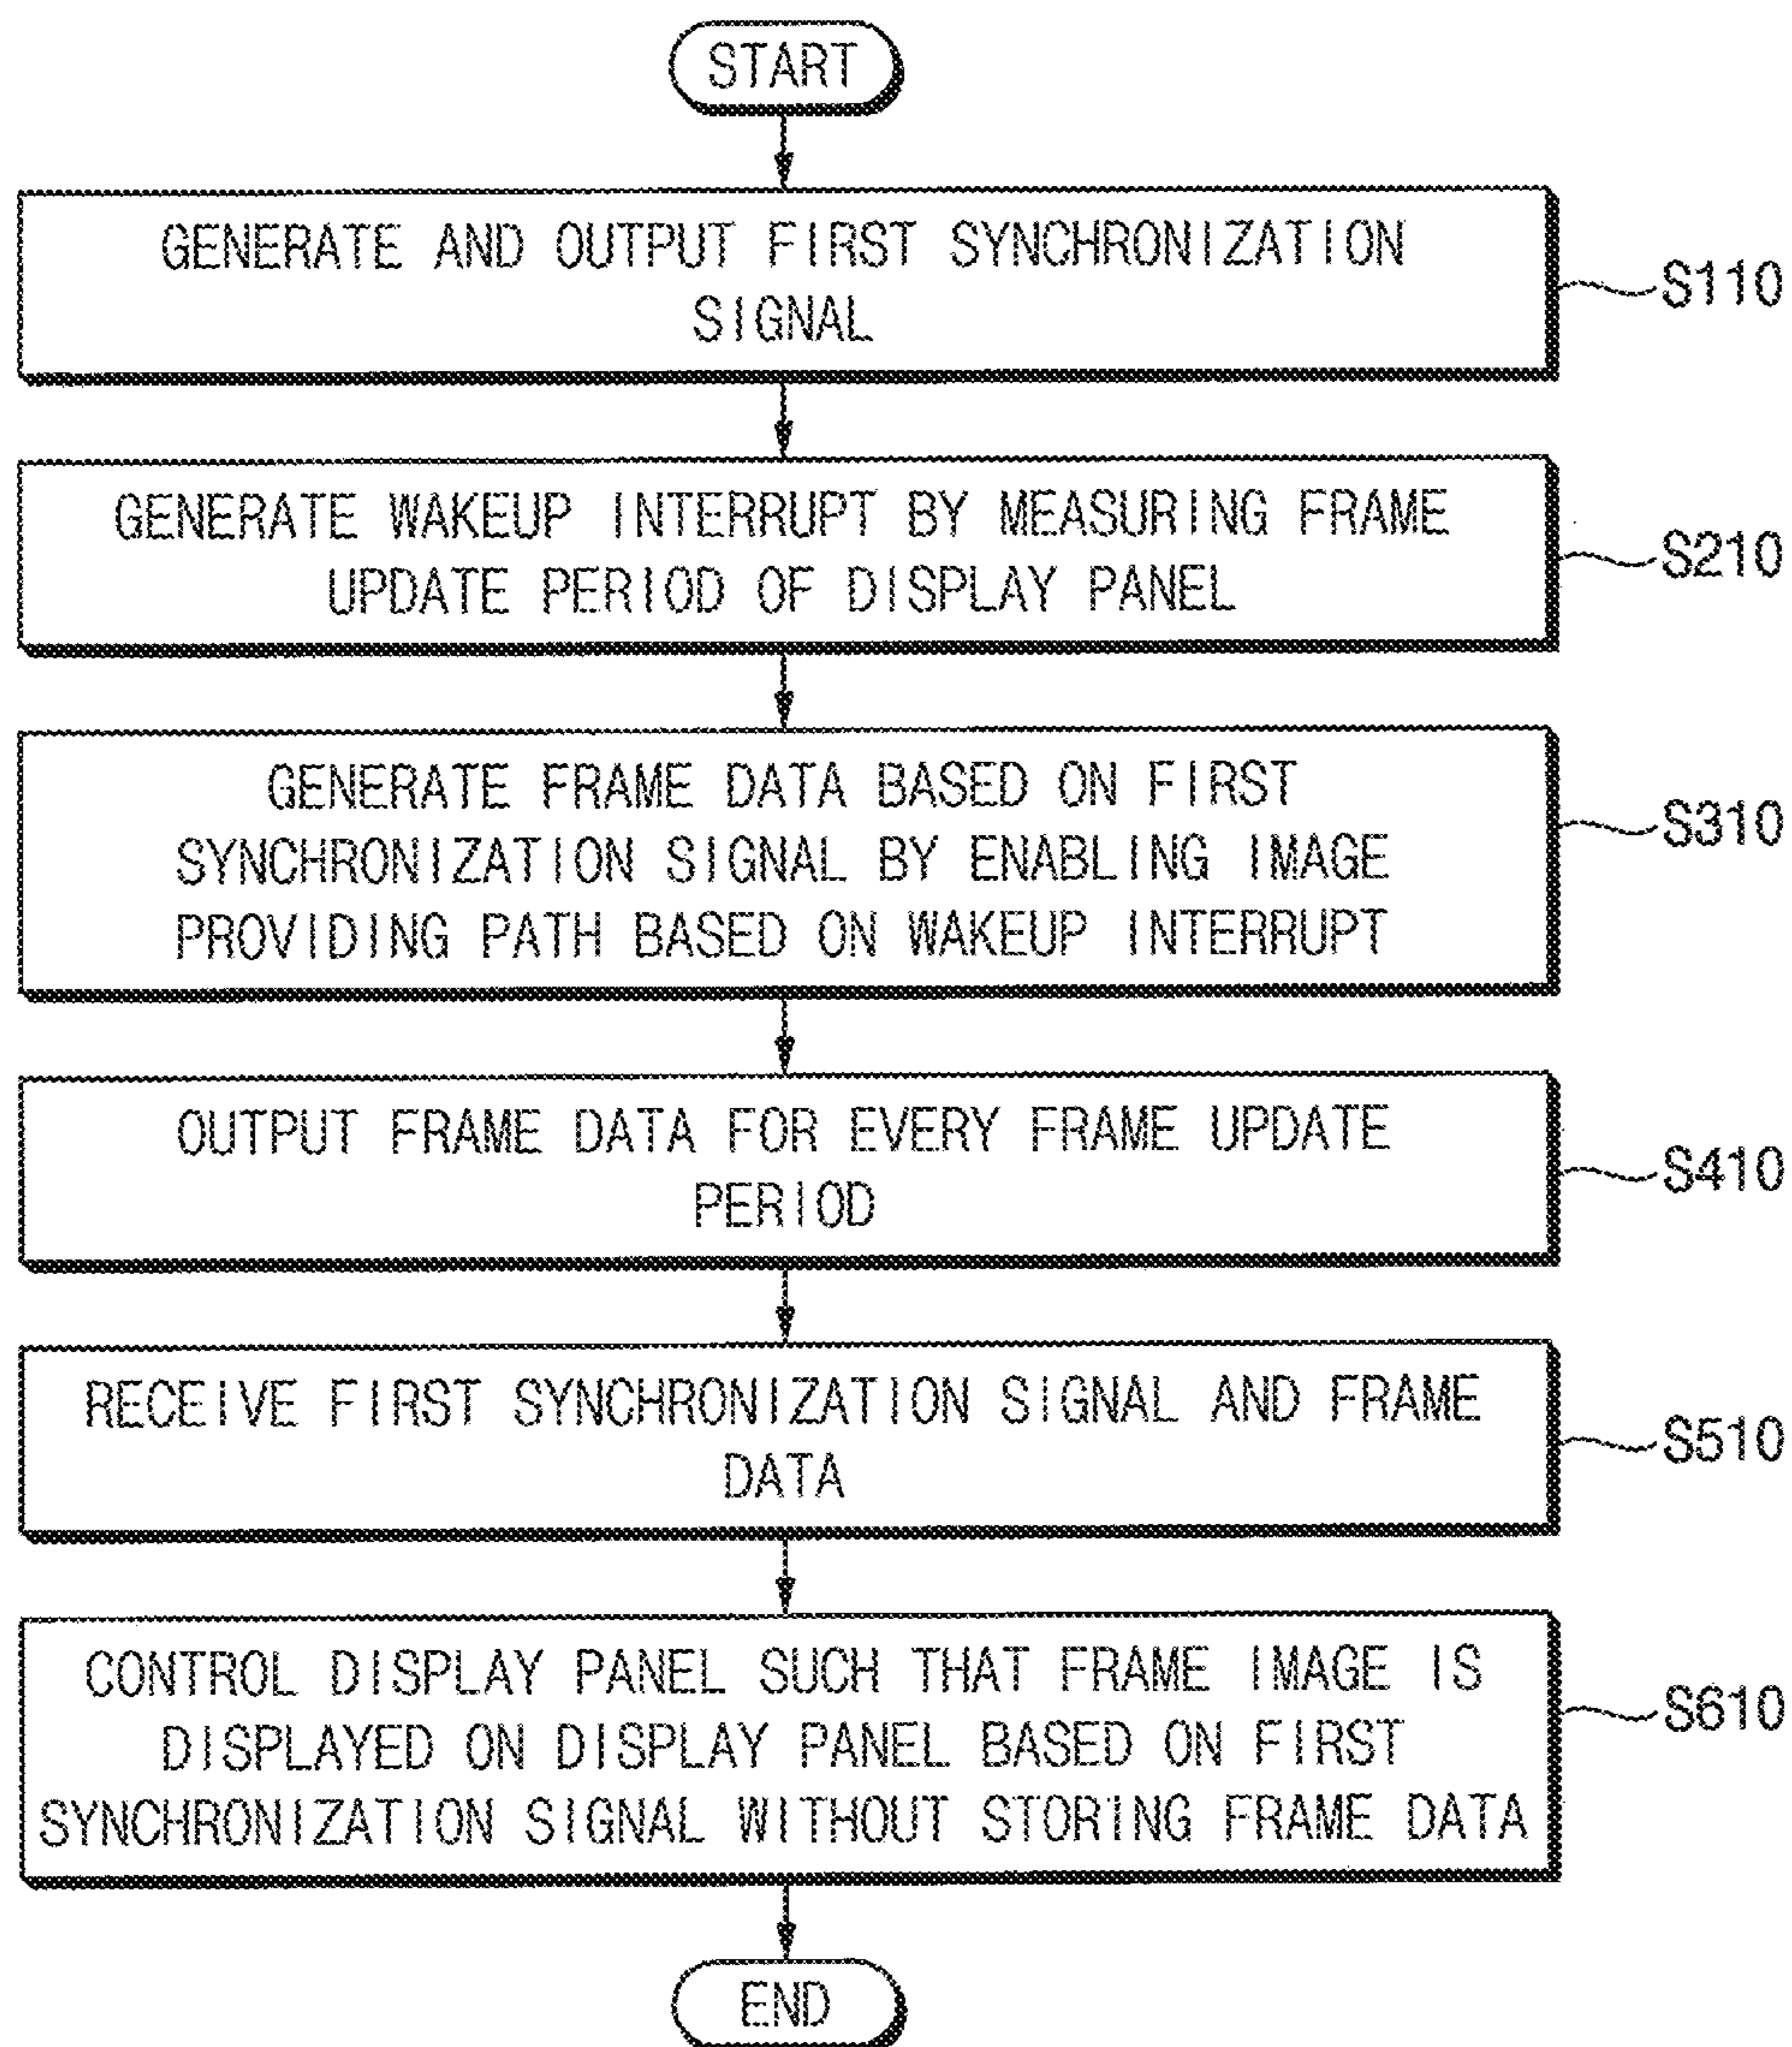 START
GENERATE AND OUTPUT FIRST SYNCHRONIZATION
SIGNAL
S110
GENERATE WAKEUP INTERRUPT BY MEASURING FRAME
UPDATE PERIOD OF DISPLAY PANEL
S210
GENERATE FRAME DATA BASED ON FIRST
SYNCHRONIZATION SIGNAL BY ENABLING IMAGE
PROVIDING PATH BASED ON WAKEUP INTERRUPT
S310
OUTPUT FRAME DATA FOR EVERY FRAME UPDATE
PERIOD
S410
RECEIVE FIRST SYNCHRONIZATION SIGNAL AND FRAME
DATA
S510
CONTROL DISPLAY PANEL SUCH THAT FRAME IMAGE IS
DISPLAYED ON DISPLAY PANEL BASED ON FIRST
SYNCHRONIZATION SIGNAL WITHOUT STORING FRAME DATA
S610
END